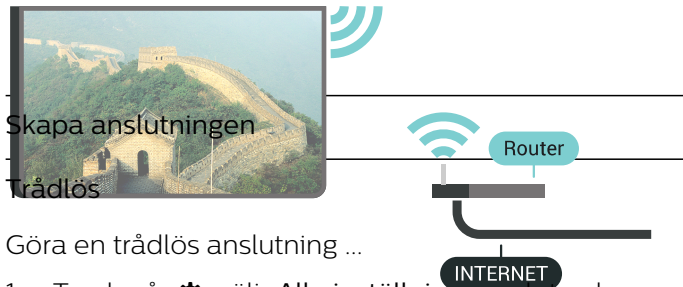 Skapa anslutningen
Router
Trådlös
Göra en trådlös anslutning ...
INTERNET